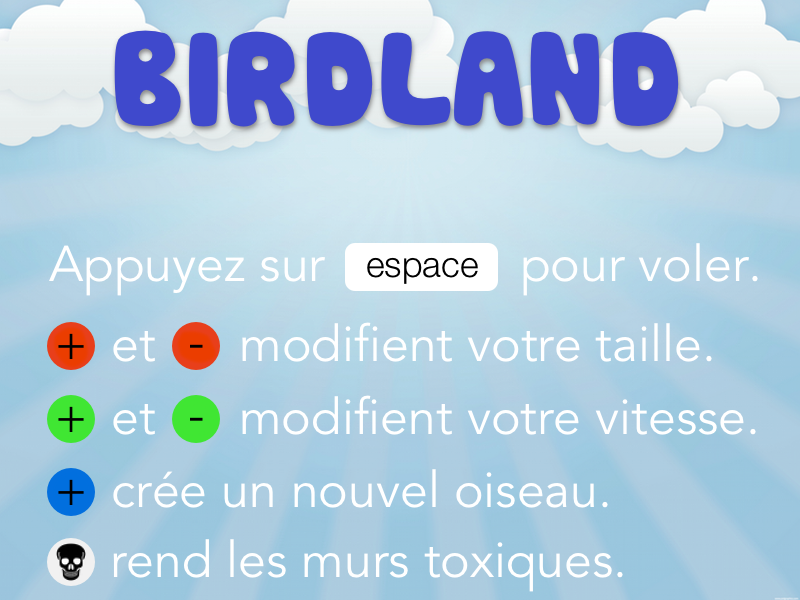 BIRDLAND
Appuyez sur espace pour voler.
+ et - modifient votre taille.
+ et - modifient votre vitesse.
+ crée un nouvel oiseau.
rend les murs toxiques.